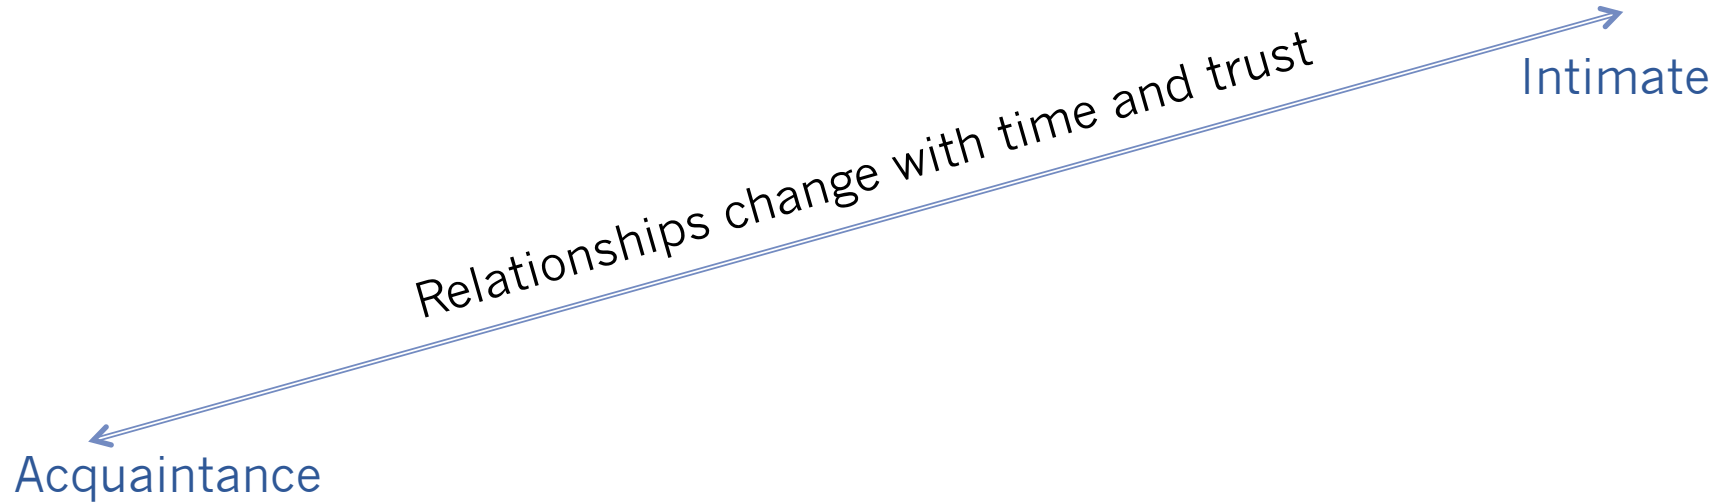 Relationships change with time and trust
Intimate
Acquaintance